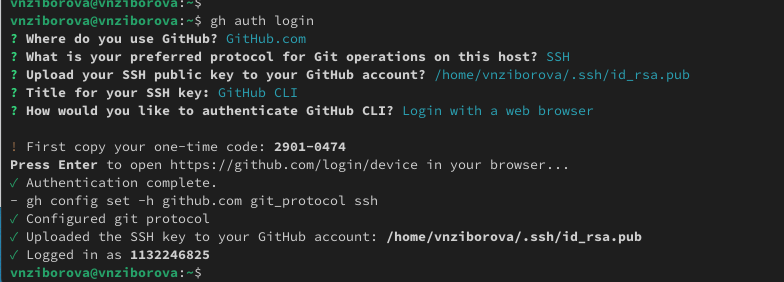 vnziborova@vnziborova:~$
vnziborova@vnziborova:~$ gh auth login
? Where do you use GitHub? GitHub.com
? What is your preferred protocol for Git operations on this host? SSH
? Upload your SSH public key to your GitHub account? /home/vnziborova/.ssh/id_rsa.pub
? Title for your SSH key: GitHub CLI
? How would you like to authenticate GitHub CLI? Login with a web browser
! First copy your one-time code: 2901-0474
Press Enter to open https://github.com/login/device in your browser...
✓ Authentication complete.
- gh config set -h github.com git_protocol ssh
✓ Configured git protocol
✓ Uploaded the SSH key to your GitHub account: /home/vnziborova/.ssh/id_rsa.pub
✓ Logged in as 1132246825
vnziborova@vnziborova:~$